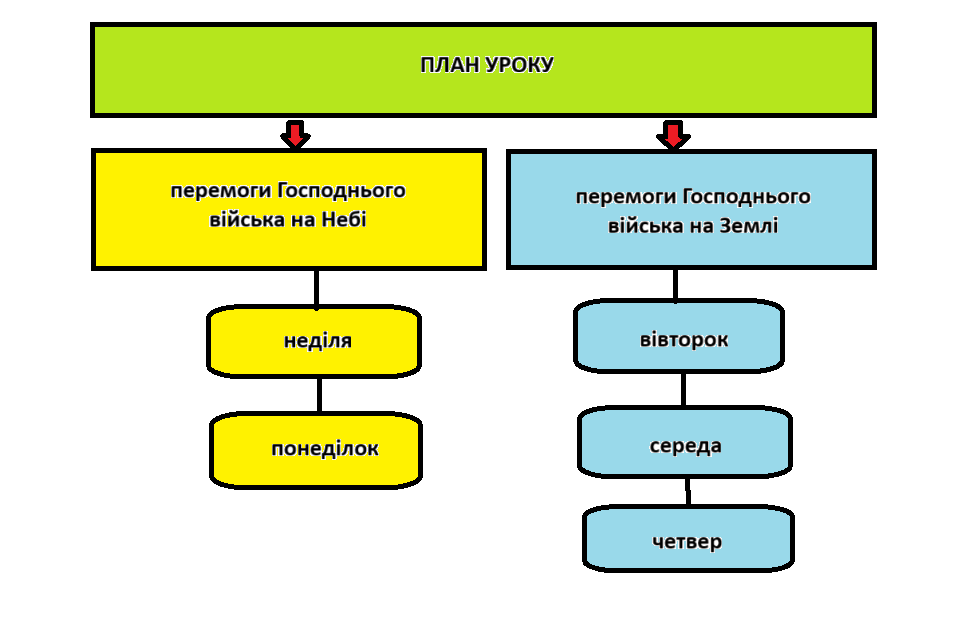 ПЛАН УРОКУ
перемоги Господнього
війська на Небі
неділя
понеділок
перемоги Господнього
війська на Землі
вівторок
середа
четвер